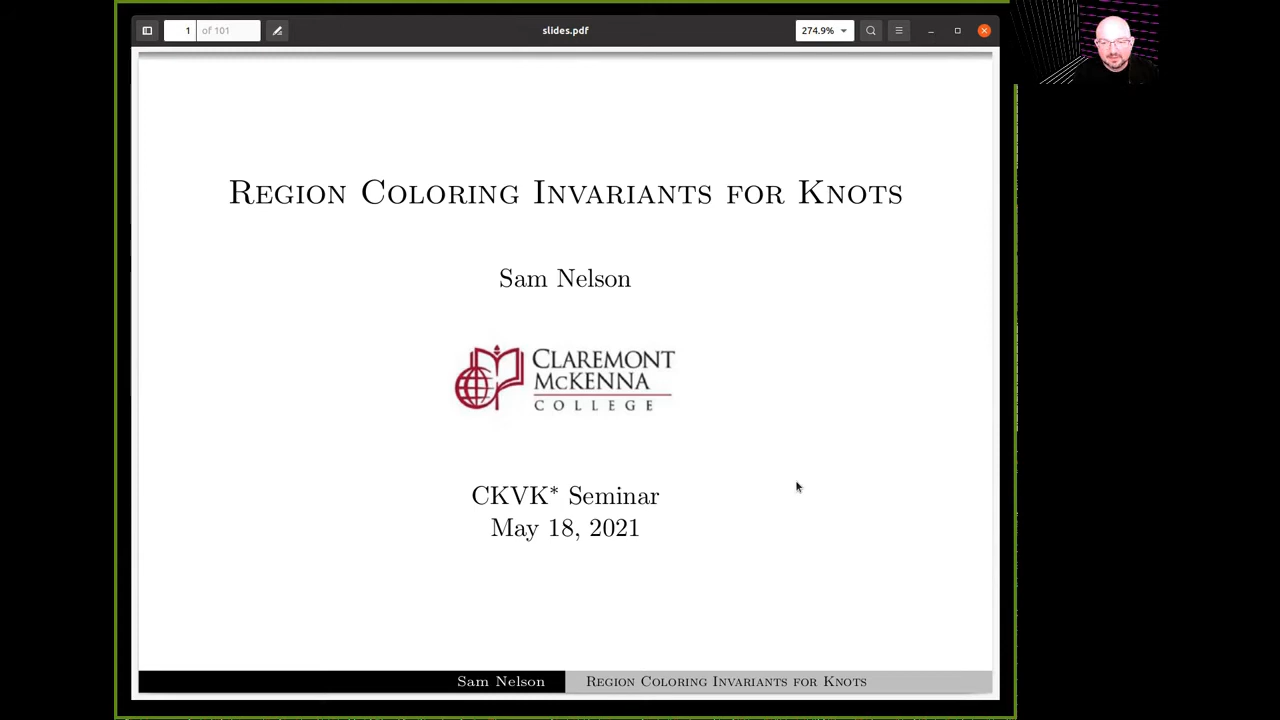 1 of 101
slides.pdf
274.9%
Region Coloring Invariants for Knots
Sam Nelson
Claremont
McKenna
College
CKVK* Seminar
May 18, 2021
Sam Nelson
Region Coloring Invariants for Knots